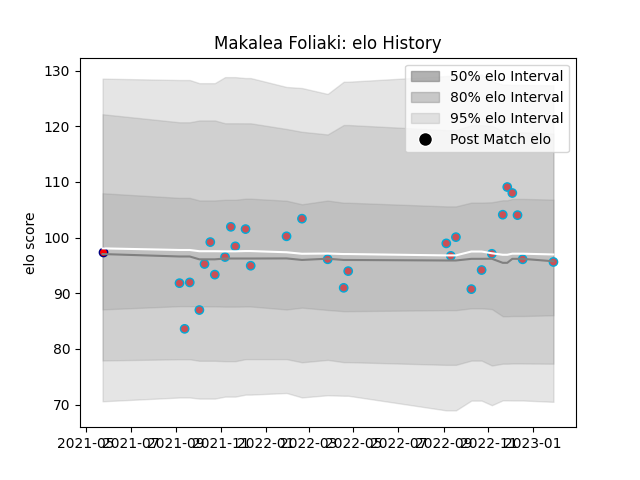 Makalea Foliaki: elo History
130
120
110
100
90
80
70
elo score
50% elo Interval
80% elo Interval
95% elo Interval
Post Match elo
2021-05 2021-07 2021-09 2021-11 2022-01 2022-03 2022-05 2022-07 2022-09 2022-11 2023-01